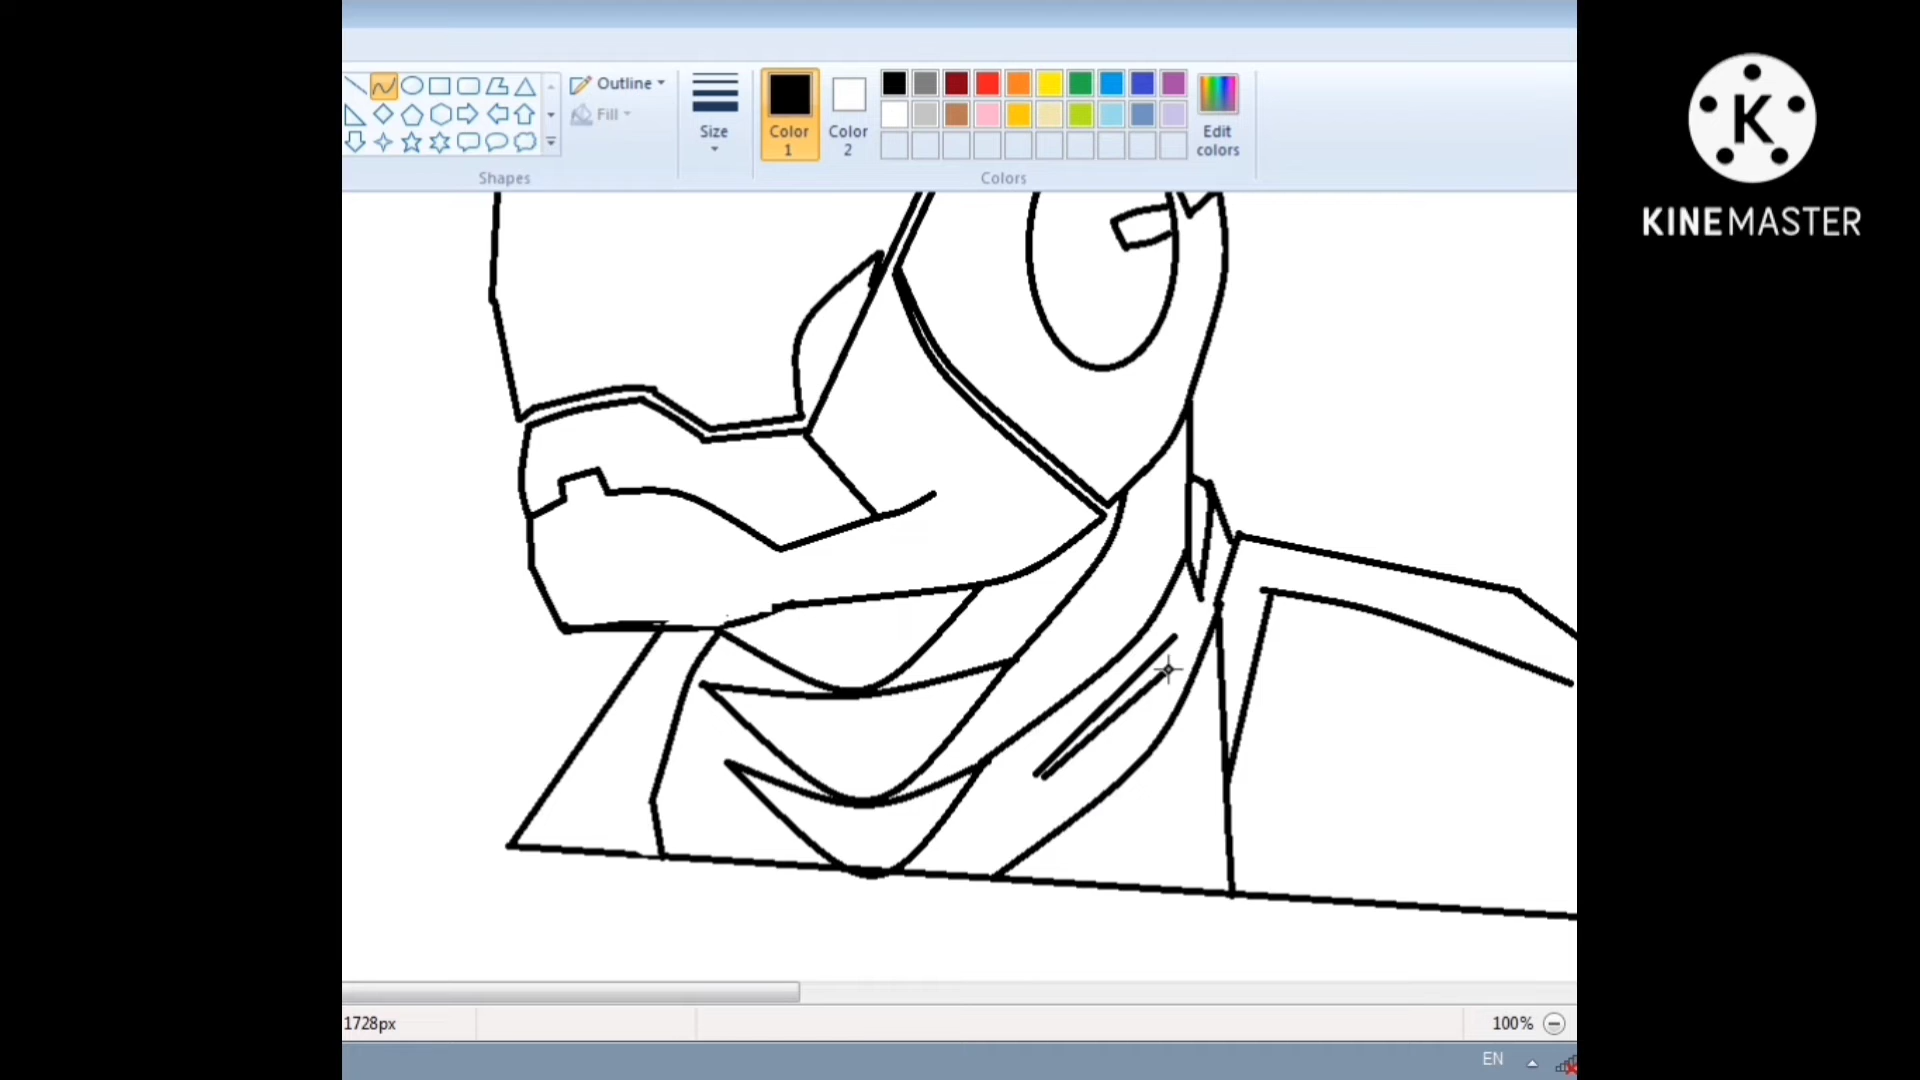 Outline
Fill
Size
Color
1
Color
2
Edit
colors
Shapes
Colors
K
KINEMASTER
1728px
100%
EN